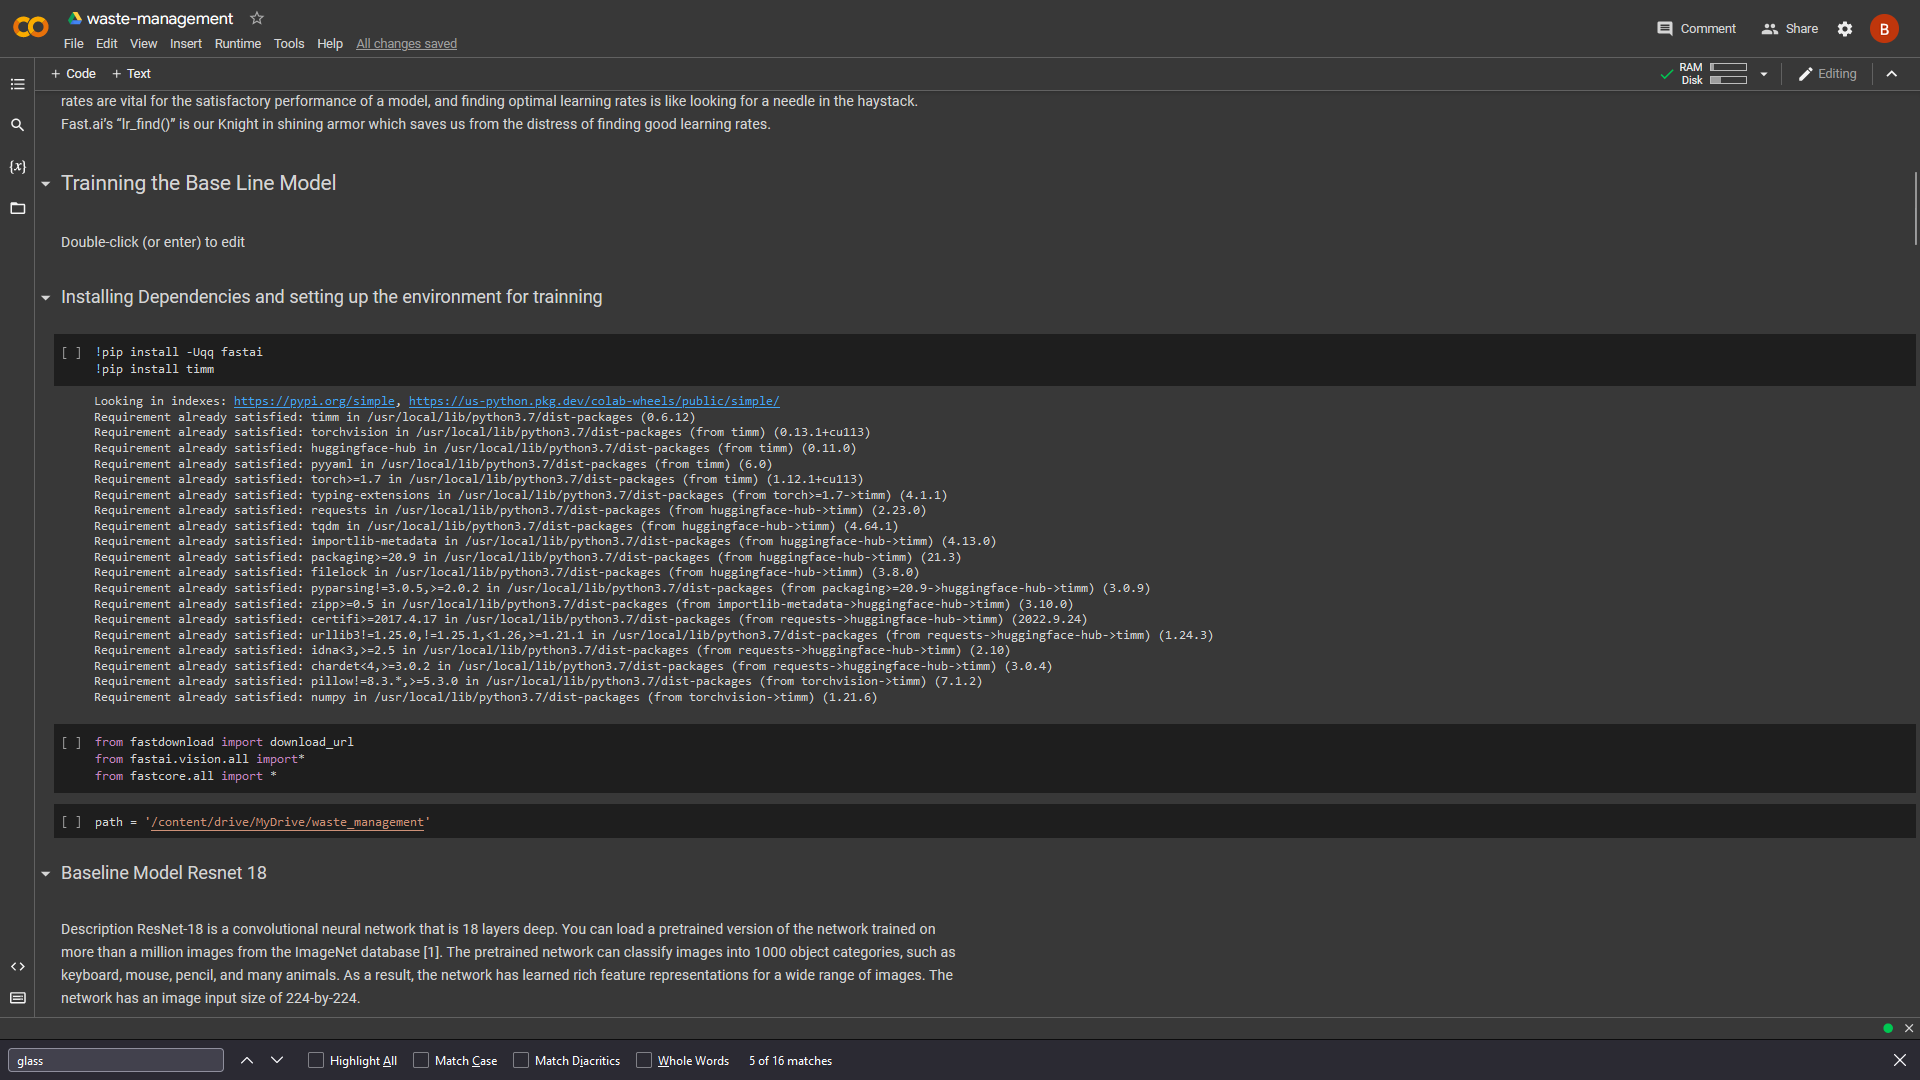 waste-management
File Edit View Insert Runtime Tools Help All changes saved
Comment Share B
+ Code + Text
RAM
Disk
Editing
rates are vital for the satisfactory performance of a model, and finding optimal learning rates is like looking for a needle in the haystack.
Fast.ai’s “lr_find()” is our Knight in shining armor which saves us from the distress of finding good learning rates.
Trainning the Base Line Model
Double-click (or enter) to edit
Installing Dependencies and setting up the environment for trainning
[ ] !pip install -Uqq fastai
!pip install timm
Looking in indexes: https://pypi.org/simple, https://us-python.pkg.dev/colab-wheels/public/simple/
Requirement already satisfied: timm in /usr/local/lib/python3.7/dist-packages (0.6.12)
Requirement already satisfied: torchvision in /usr/local/lib/python3.7/dist-packages (from timm) (0.13.1+cu113)
Requirement already satisfied: huggingface-hub in /usr/local/lib/python3.7/dist-packages (from timm) (0.11.0)
Requirement already satisfied: pyyaml in /usr/local/lib/python3.7/dist-packages (from timm) (6.0)
Requirement already satisfied: torch>=1.7 in /usr/local/lib/python3.7/dist-packages (from timm) (1.12.1+cu113)
Requirement already satisfied: typing-extensions in /usr/local/lib/python3.7/dist-packages (from torch>=1.7->timm) (4.1.1)
Requirement already satisfied: requests in /usr/local/lib/python3.7/dist-packages (from huggingface-hub->timm) (2.23.0)
Requirement already satisfied: tqdm in /usr/local/lib/python3.7/dist-packages (from huggingface-hub->timm) (4.64.1)
Requirement already satisfied: importlib-metadata in /usr/local/lib/python3.7/dist-packages (from huggingface-hub->timm) (4.13.0)
Requirement already satisfied: packaging>=20.9 in /usr/local/lib/python3.7/dist-packages (from huggingface-hub->timm) (21.3)
Requirement already satisfied: filelock in /usr/local/lib/python3.7/dist-packages (from huggingface-hub->timm) (3.8.0)
Requirement already satisfied: pyparsing!=3.0.5,>=2.0.2 in /usr/local/lib/python3.7/dist-packages (from packaging>=20.9->huggingface-hub->timm) (3.0.9)
Requirement already satisfied: zipp>=0.5 in /usr/local/lib/python3.7/dist-packages (from importlib-metadata->huggingface-hub->timm) (3.10.0)
Requirement already satisfied: certifi>=2017.4.17 in /usr/local/lib/python3.7/dist-packages (from requests->huggingface-hub->timm) (2022.9.24)
Requirement already satisfied: urllib3!=1.25.0,!=1.25.1,<1.26,>=1.21.1 in /usr/local/lib/python3.7/dist-packages (from requests->huggingface-hub->timm) (1.24.3)
Requirement already satisfied: idna<3,>=2.5 in /usr/local/lib/python3.7/dist-packages (from requests->huggingface-hub->timm) (2.10)
Requirement already satisfied: chardet<4,>=3.0.2 in /usr/local/lib/python3.7/dist-packages (from requests->huggingface-hub->timm) (3.0.4)
Requirement already satisfied: pillow!=8.3.*,>=5.3.0 in /usr/local/lib/python3.7/dist-packages (from torchvision->timm) (7.1.2)
Requirement already satisfied: numpy in /usr/local/lib/python3.7/dist-packages (from torchvision->timm) (1.21.6)
[ ] from fastdownload import download_url
from fastai.vision.all import*
from fastcore.all import *
[ ] path = '/content/drive/MyDrive/waste_management'
Baseline Model Resnet 18
Description ResNet-18 is a convolutional neural network that is 18 layers deep. You can load a pretrained version of the network trained on
more than a million images from the ImageNet database [1]. The pretrained network can classify images into 1000 object categories, such as
keyboard, mouse, pencil, and many animals. As a result, the network has learned rich feature representations for a wide range of images. The
network has an image input size of 224-by-224.
glass Highlight All Match Case Match Diacritics Whole Words 5 of 16 matches